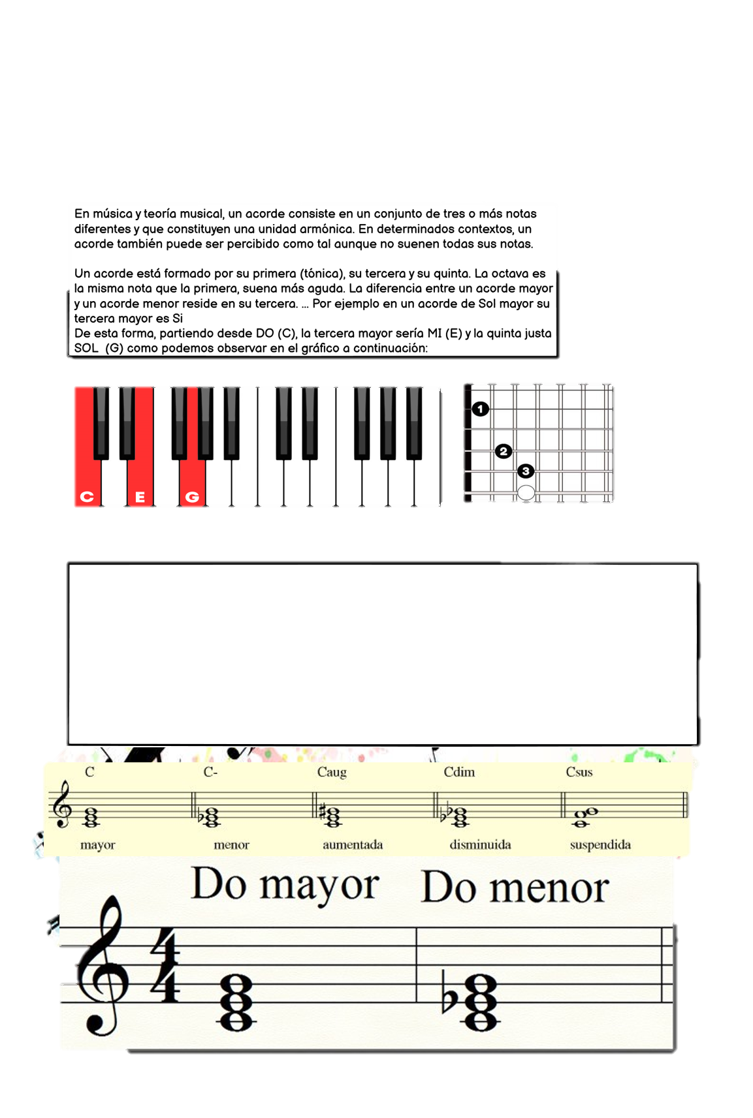 En música y teoría musical, un acorde consiste en un conjunto de tres o más notas
diferentes y que constituyen una unidad armónica. En determinados contextos, un
acorde también puede ser percibido como tal aunque no suenen todas sus notas.
Un acorde está formado por su primera (tónica), su tercera y su quinta. La octava es
la misma nota que la primera, suena más aguda. La diferencia entre un acorde mayor
y un acorde menor reside en su tercera. ... Por ejemplo en un acorde de Sol mayor su
tercera mayor es Si
De esta forma, partiendo desde DO (C), la tercera mayor sería MI (E) y la quinta justa
SOL (G) como podemos observar en el gráfico a continuación:
C E G
1
2
3
C C- Caug Cdim Csus
mayor menor aumentada disminuida suspendida
Do mayor Do menor
4
4